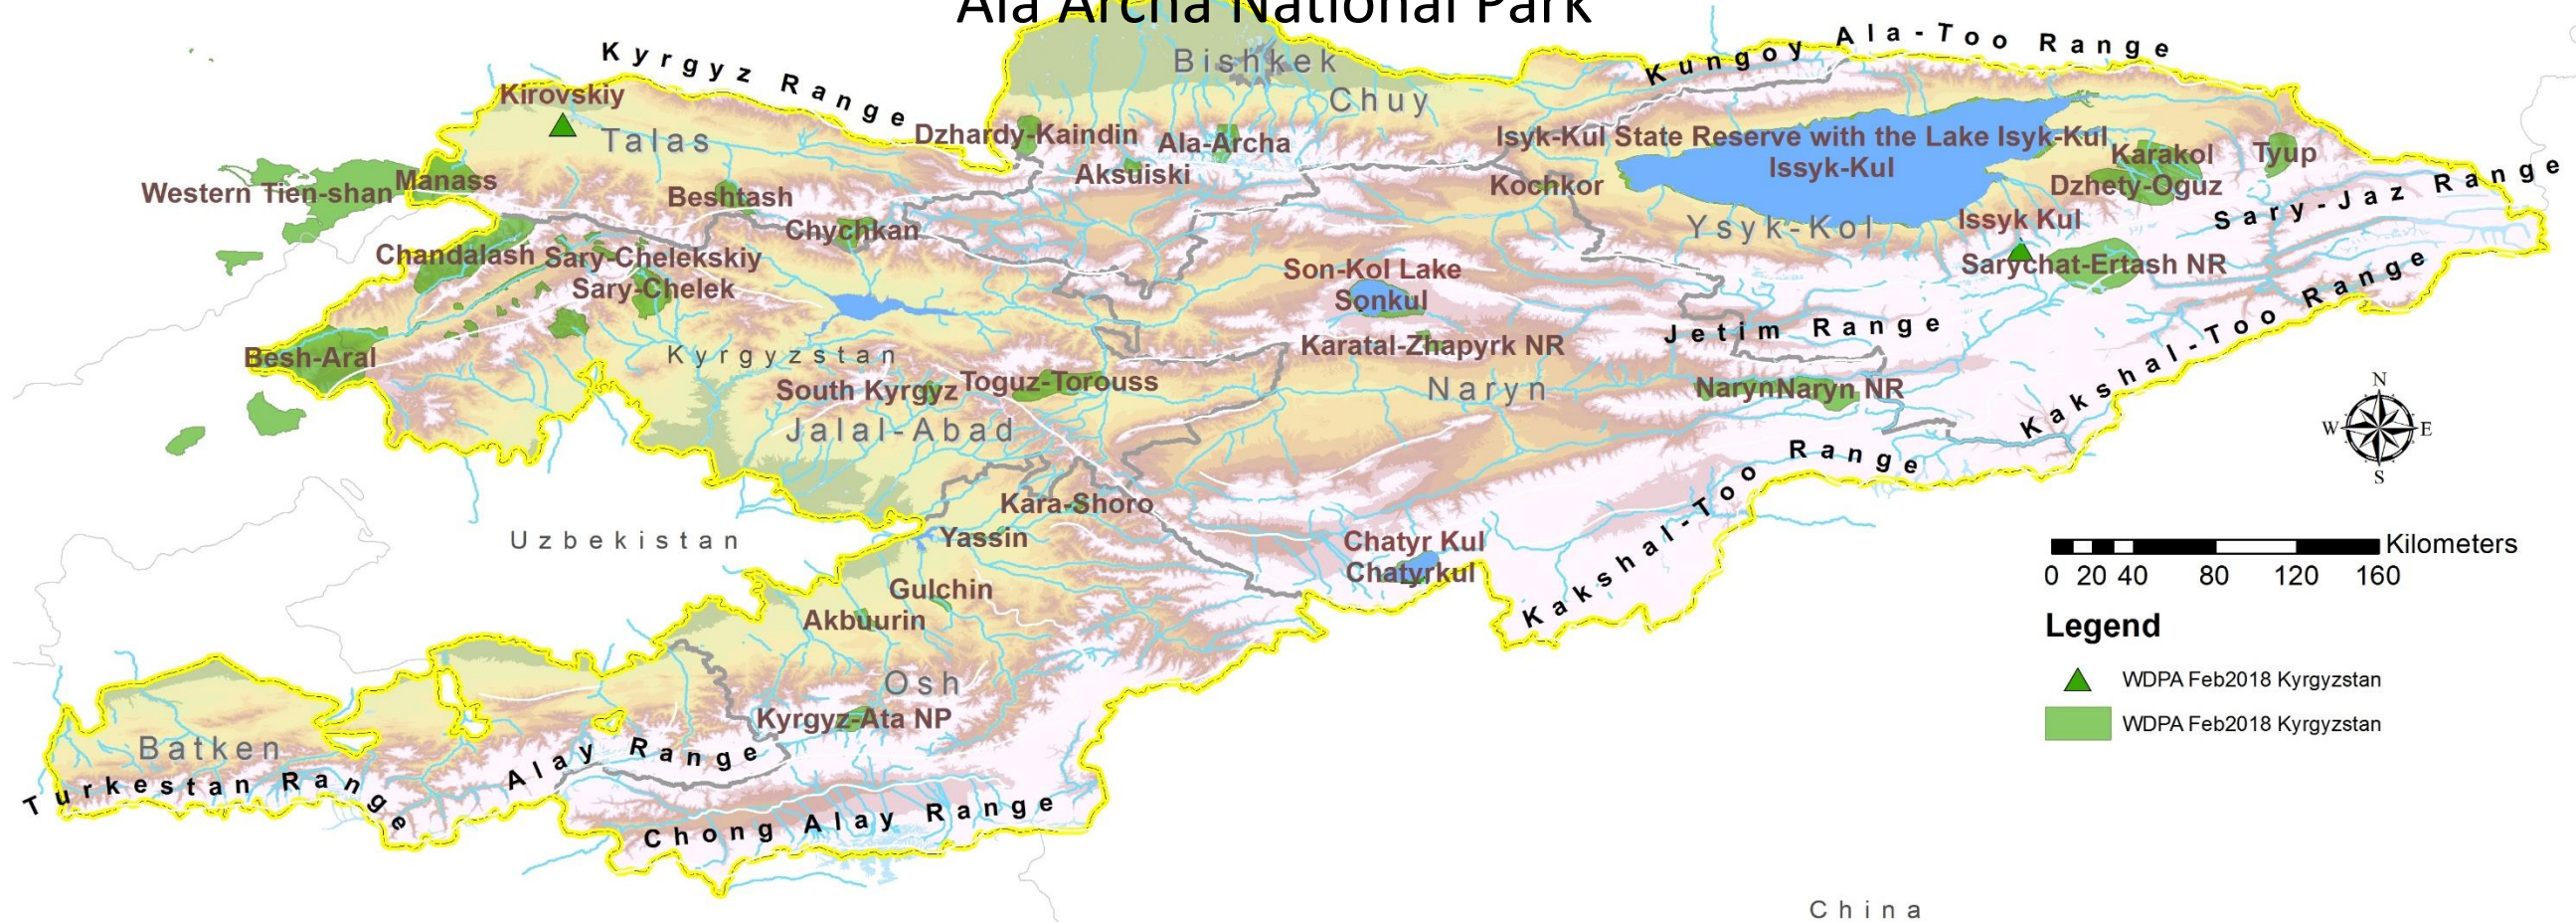 Ala Archa National Park
Kyrgyz Range
Kungoy Ala-Too Range
Bishkek
Chuy
Kirovskiy
Talas
Dzhardy-Kaindin
Ala-Archa
Aksuiski
Isyk-Kul State Reserve with the Lake Isyk-Kul
Issyk-Kul
Karakol
Tyup
Dzhety-Oguz
Sary-Jaz Range
Western Tien-shan
Manass
Beshtash
Chychkan
Kochkor
Ysyk-Kol
Issyk Kul
Sarychat-Ertash NR
Chandalash
Sary-Chelekskiy
Sary-Chelek
Son-Kol Lake
Sonkul
Jetim Range
Karatal-Zhapyrk NR
Besh-Aral
Kyrgyzstan
South Kyrgyz
Toguz-Torouss
Naryn
NarynNaryn NR
Jalal-Abad
Kakshal-Too Range
Kakshal-Too Range
N
W
E
S
Kara-Shoro
Yassin
Uzbekistan
Chatyr Kul
Chatyrkul
Gulchin
Akbuurin
Osh
Kyrgyz-Ata NP
Batken
Turkestan Range
Alay Range
Chong Alay Range
Kilometers
0 20 40 80 120 160
Legend
WDPA Feb2018 Kyrgyzstan
WDPA Feb2018 Kyrgyzstan
China